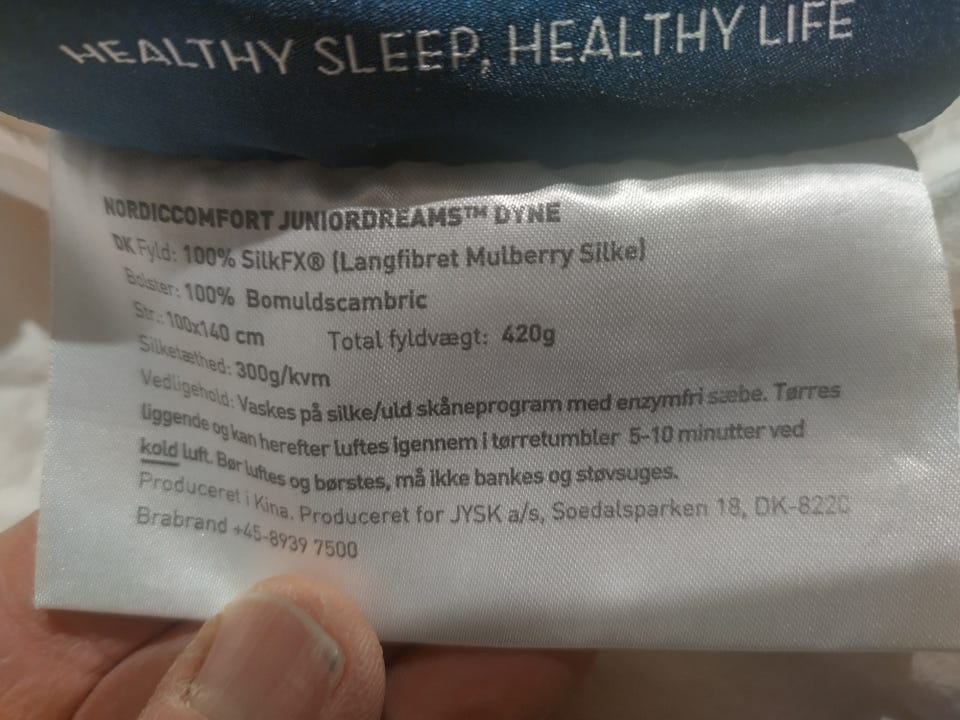 HEALTHY SLEEP, HEALTHY LIFE
NORDICCOMFORT JUNIORDREAMS™ DYNE
DK Fyld: 100% SilkFX® (Langfibret Mulberry Silke)
Bolster: 100% Bomuldscambric
Str.: 100x140 cm Total fyldvægt: 420g
Silketæthed: 300g/kvm
Vedligehold: Vaskes på silke/uld skåneprogram med enzymfri sæbe. Tørres
liggende og kan herefter luftes igennem i tørretumbler 5-10 minutter ved
kold luft. Bør luftes og børstes, må ikke bankes og støvsuges.
Produceret i Kina. Produceret for JYSK a/s, Soedalsparken 18, DK-8220
Brabrand +45-8939 7500